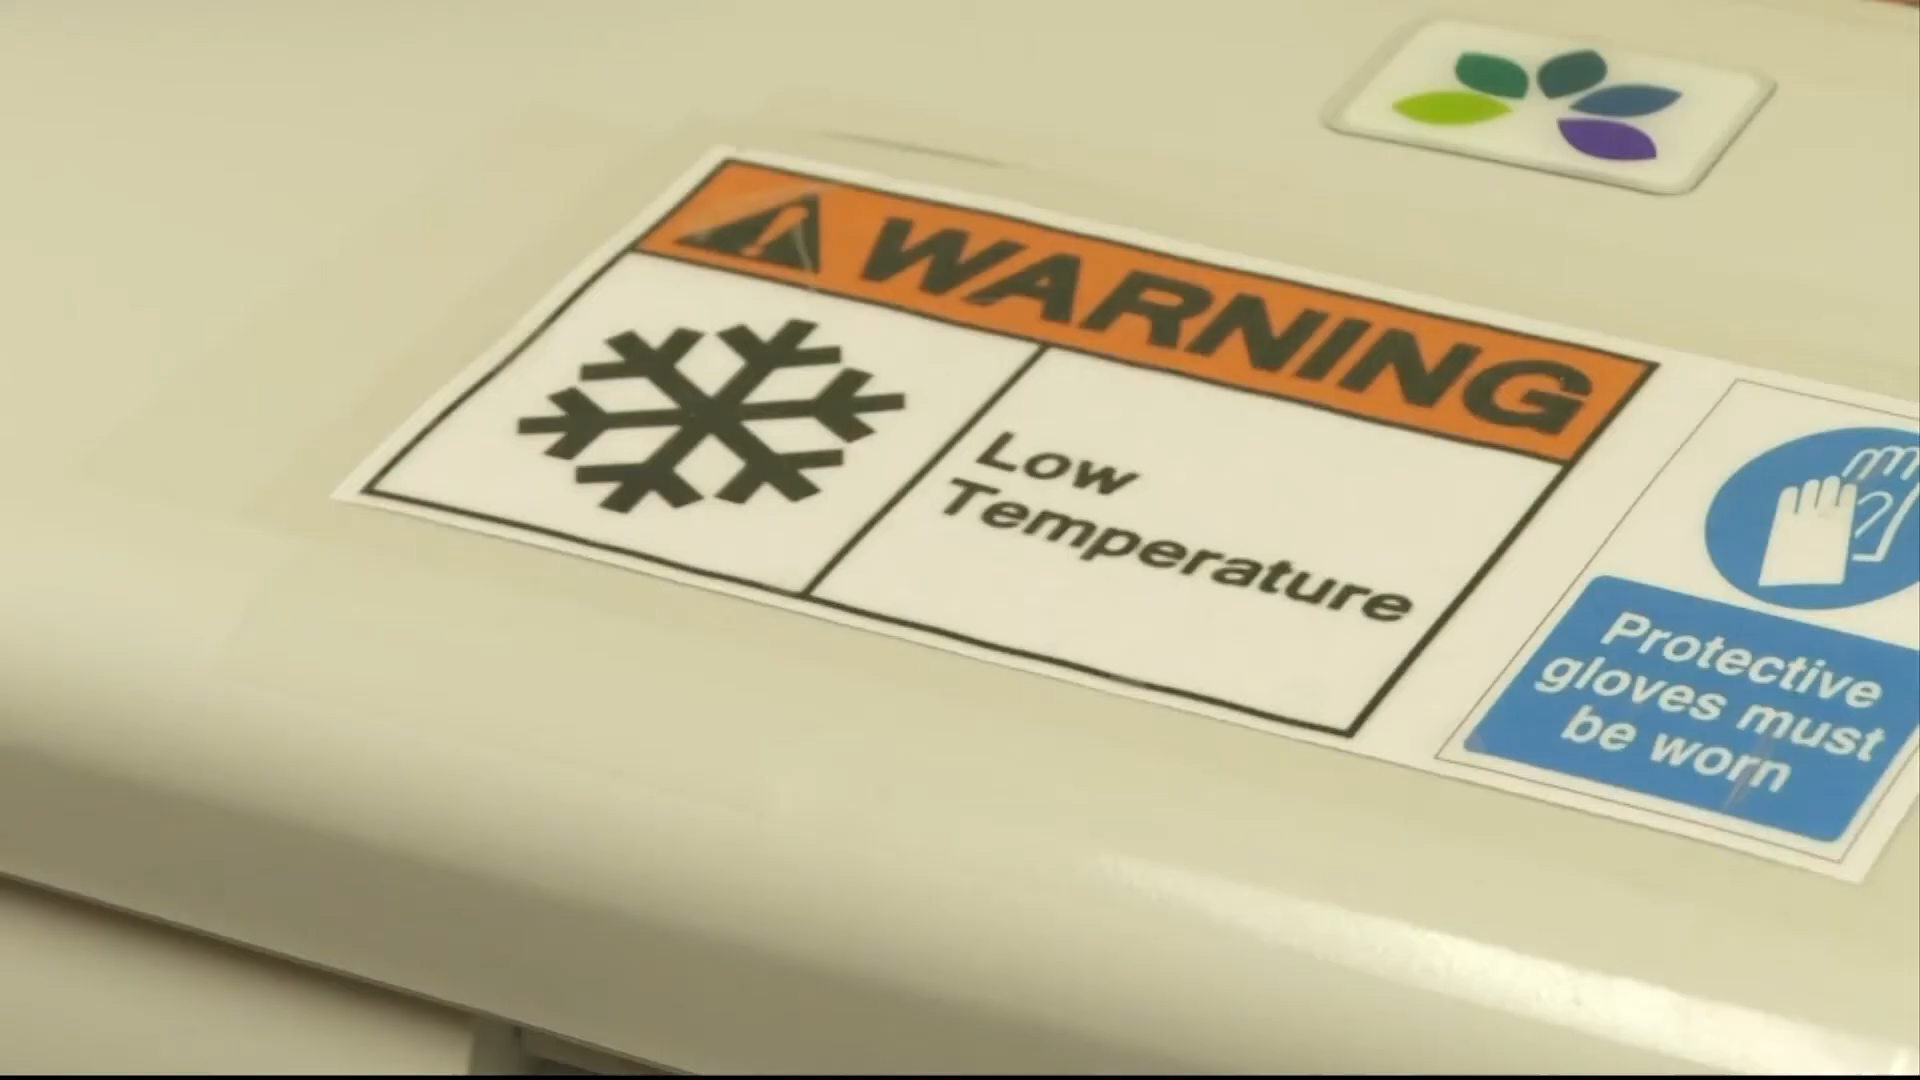 WARNING
Low
Temperature
Protective
gloves must
be worn